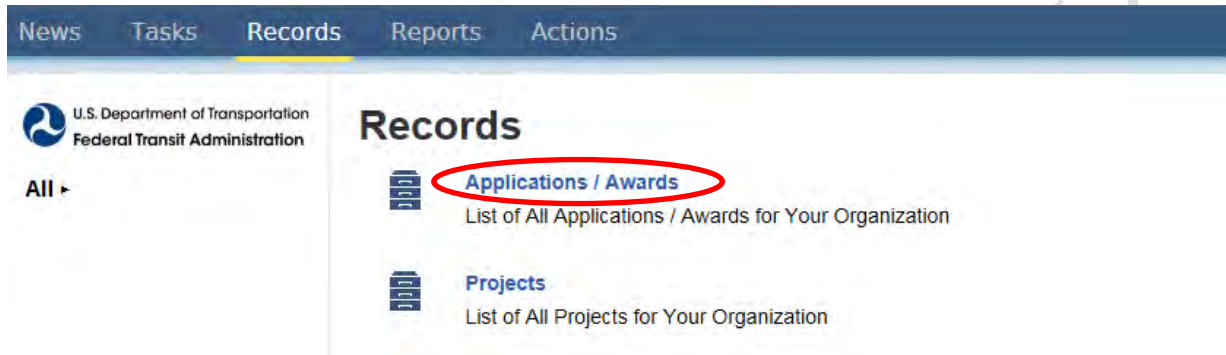 News Tasks Records Reports Actions
U.S. Department of Transportation
Federal Transit Administration
All ▸
Records
Applications / Awards
List of All Applications / Awards for Your Organization
Projects
List of All Projects for Your Organization